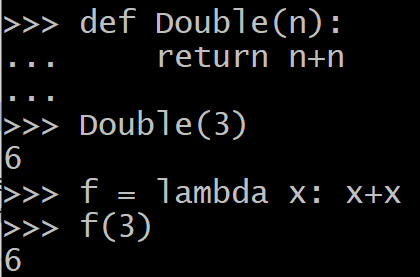 >>> def Double(n):
...     return n+n
...
>>> Double(3)
6
>>> f = lambda x: x+x
>>> f(3)
6